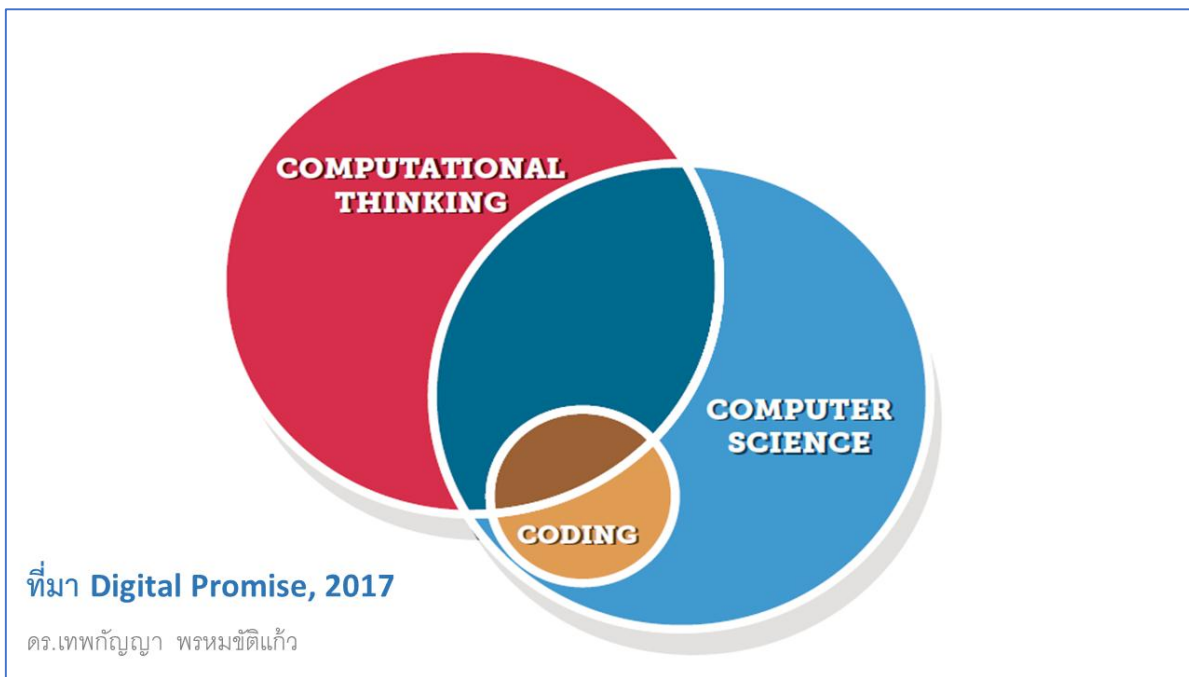 COMPUTATIONAL
THINKING
COMPUTER
SCIENCE
CODING
ที่มา Digital Promise, 2017
ดร.เทพกัญญา พรหมขัติแก้ว